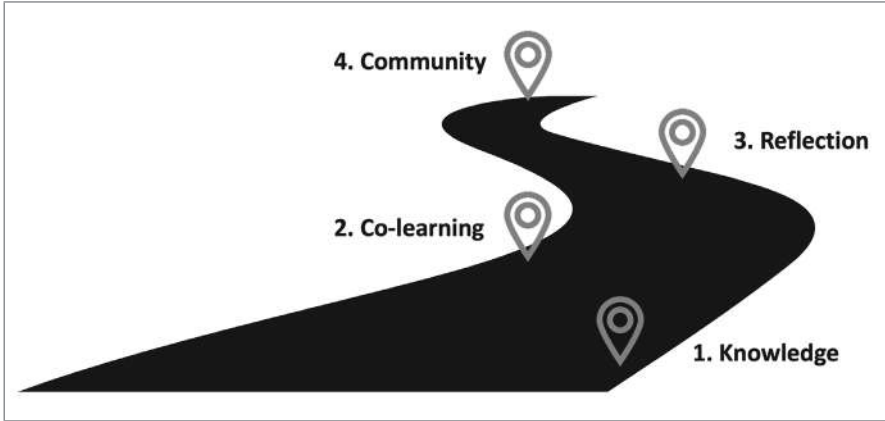 4. Community
3. Reflection
2. Co-learning
1. Knowledge